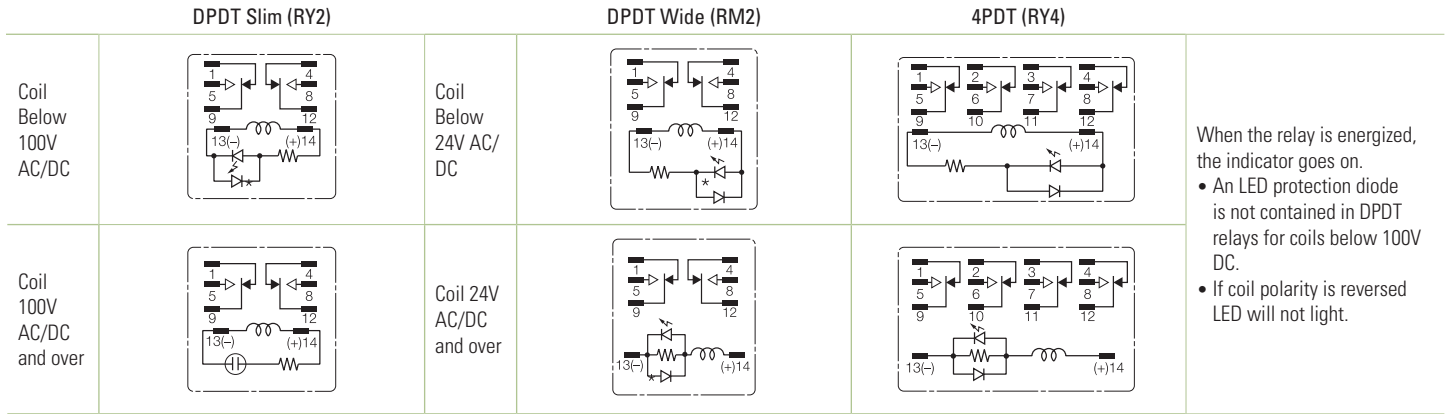 DPDT Slim (RY2)
DPDT Wide (RM2)
4PDT (RY4)
Coil
Below
100V
AC/DC
1
4
5
8
9
12
13(–)
(+)14
*
Coil
Below
24V AC/
DC
1
4
5
8
9
12
13(–)
(+)14
*
1
2
3
4
5
6
7
8
9
10
11
12
13(–)
(+)14
When the relay is energized,
the indicator goes on.
• An LED protection diode
is not contained in DPDT
relays for coils below 100V
DC.
• If coil polarity is reversed
LED will not light.
Coil
100V
AC/DC
and over
1
4
5
8
9
12
13(–)
(+)14
Coil 24V
AC/DC
and over
1
4
5
8
9
12
13(–)
(+)14
*
1
2
3
4
5
6
7
8
9
10
11
12
13(–)
(+)14